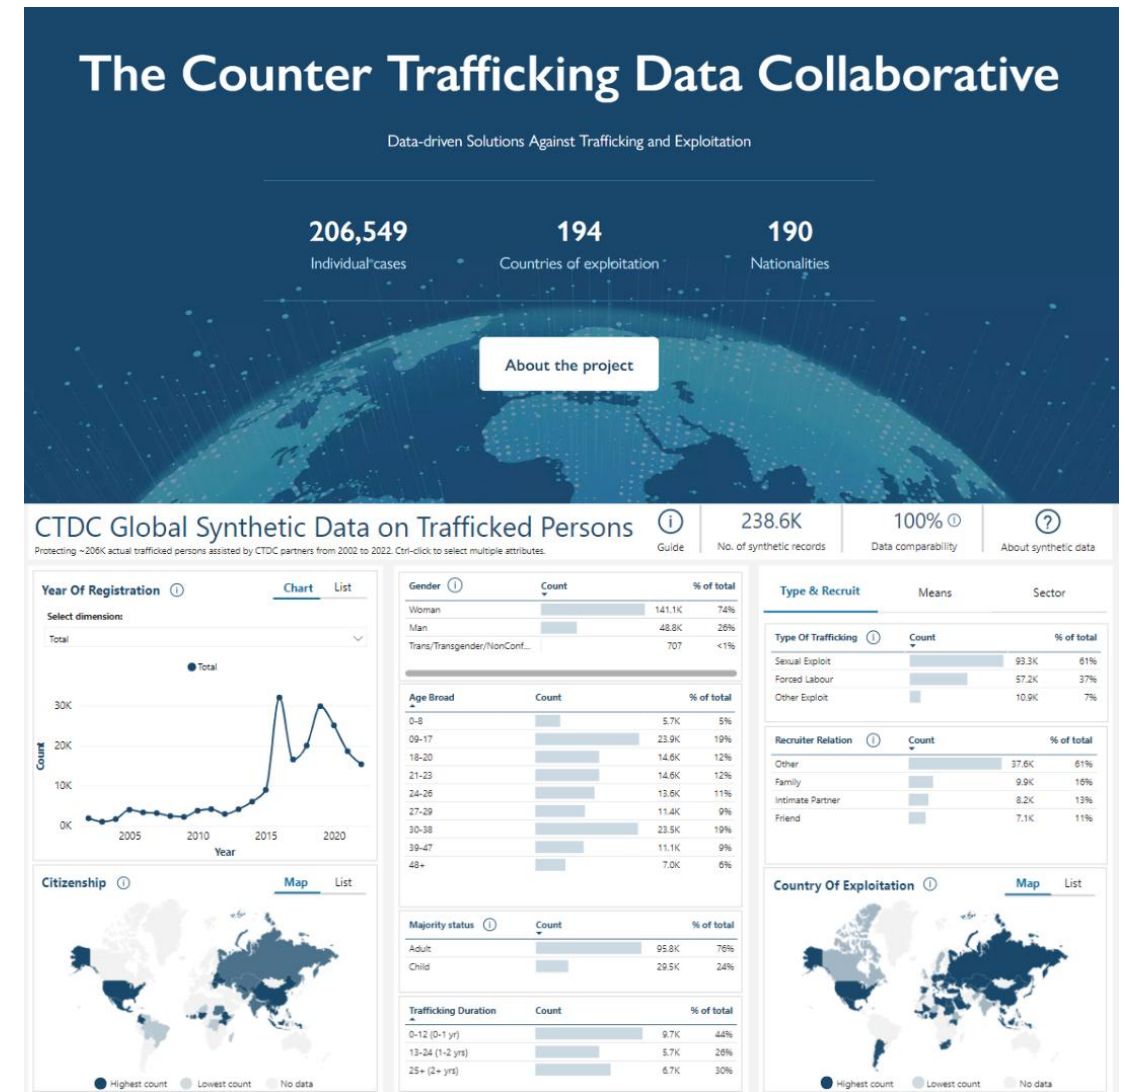 The Counter Trafficking Data Collaborative
Data-driven Solutions Against Trafficking and Exploitation
206,549
Individual cases
194
Countries of exploitation
190
Nationalities
About the project
CTDC Global Synthetic Data on Trafficked Persons
Protecting ~206K actual trafficked persons assisted by CTDC partners from 2002 to 2022. Ctrl-click to select multiple attributes.
Guide
238.6K
No. of synthetic records
100%
Data comparability
About synthetic data
Year Of Registration Chart List
Select dimension:
Total
Total
30K
20K
10K
0K
Count
2005 2010 2015 2020
Year
Citizenship Map List
Highest count Lowest count No data
Gender Count % of total
Woman 141.1K 74%
Man 48.8K 26%
Trans/Transgender/NonConf... 707 <1%
Age Broad Count % of total
0-8 5.7K 5%
09-17 23.9K 19%
18-20 14.6K 12%
21-23 14.6K 12%
24-26 13.6K 11%
27-29 11.4K 9%
30-38 23.5K 19%
39-47 11.1K 9%
48+ 7.0K 6%
Majority status Count % of total
Adult 95.8K 76%
Child 29.5K 24%
Trafficking Duration Count % of total
0-12 (0-1 yr) 9.7K 44%
13-24 (1-2 yrs) 5.7K 26%
25+ (2+ yrs) 6.7K 30%
Type & Recruit Means Sector
Type Of Trafficking Count % of total
Sexual Exploit 93.3K 61%
Forced Labour 57.2K 37%
Other Exploit 10.9K 7%
Recruiter Relation Count % of total
Other 37.6K 61%
Family 9.9K 16%
Intimate Partner 8.2K 13%
Friend 7.1K 11%
Country Of Exploitation Map List
Highest count Lowest count No data